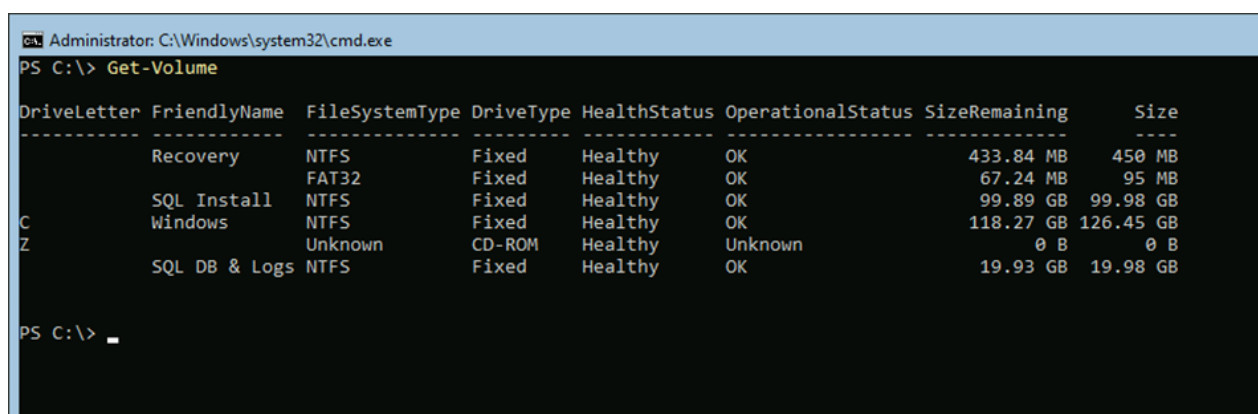 Administrator: C:\Windows\system32\cmd.exe
PS C:\> Get-Volume
DriveLetter FriendlyName FileSystemType DriveType HealthStatus OperationalStatus SizeRemaining Size
----------- ------------ -------------- --------- ------------ ----------------- ------------- ----
Recovery NTFS Fixed Healthy OK 433.84 MB 450 MB
FAT32 Fixed Healthy OK 67.24 MB 95 MB
SQL Install NTFS Fixed Healthy OK 99.89 GB 99.98 GB
C Windows NTFS Fixed Healthy OK 118.27 GB 126.45 GB
Z Unknown CD-ROM Healthy Unknown 0 B 0 B
SQL DB & Logs NTFS Fixed Healthy OK 19.93 GB 19.98 GB
PS C:\>